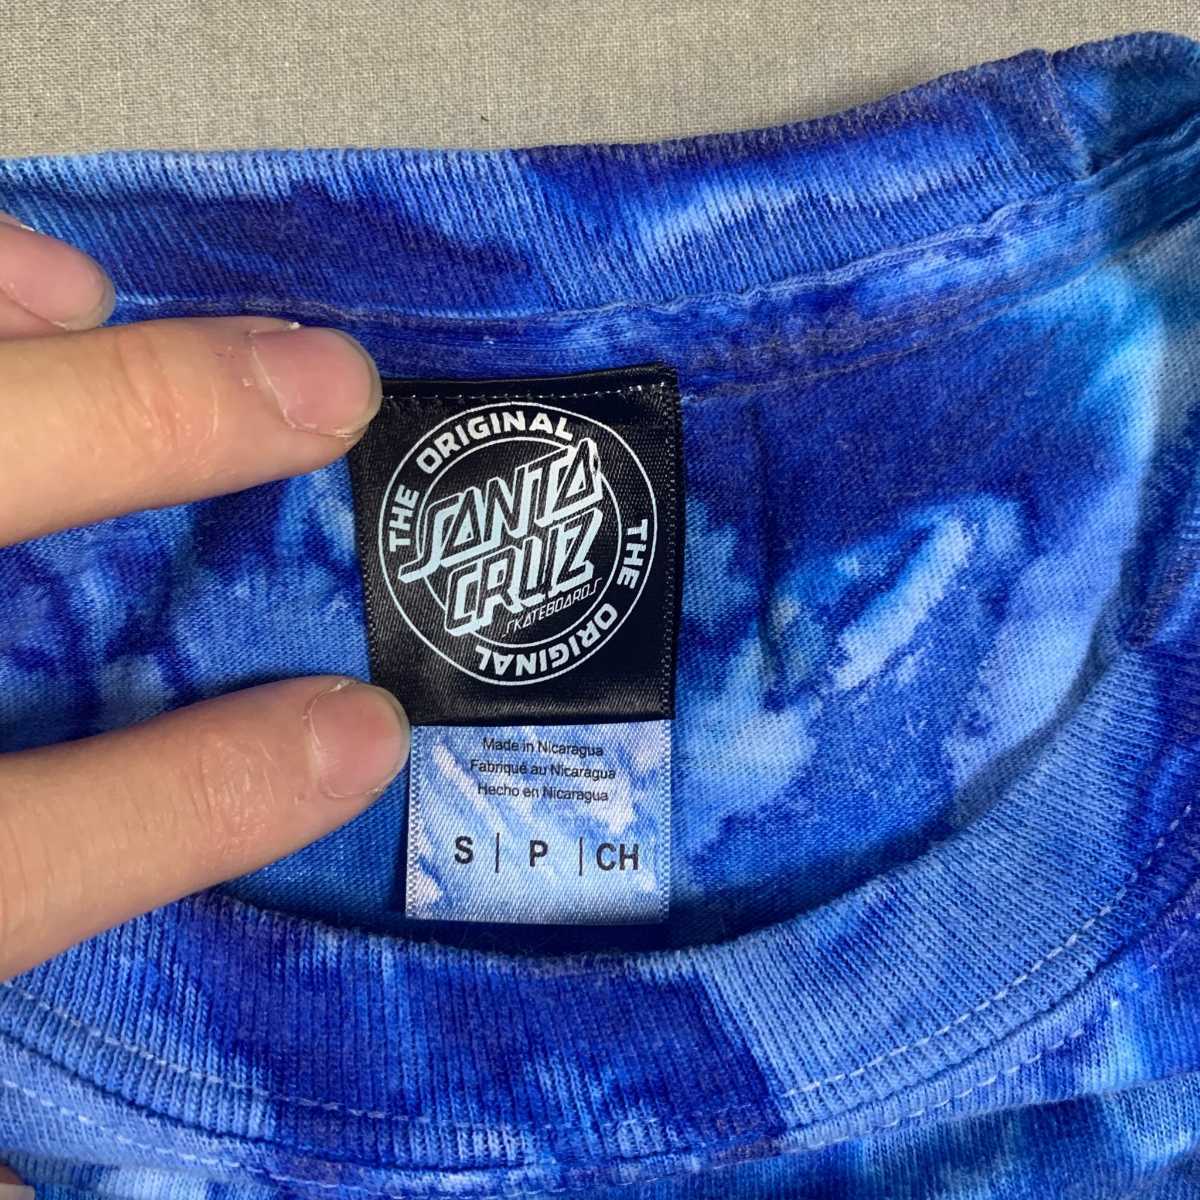 THE ORIGINAL
SANTA
CRUZ
SKATEBOARDS
THE ORIGINAL
Made in Nicaragua
Fabriqué au Nicaragua
Hecho en Nicaragua
S | P | CH